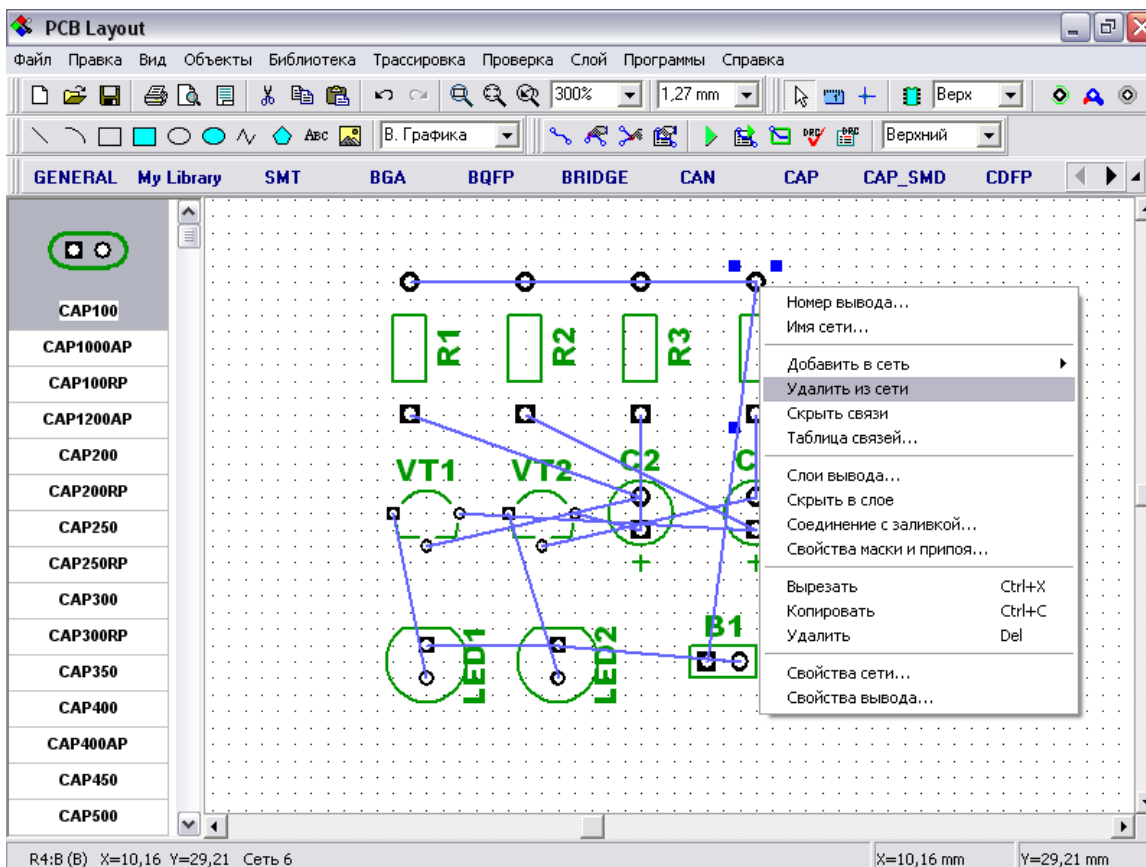 PCB Layout
Файл Правка Вид Объекты Библиотека Трассировка Проверка Слой Программы Справка
300% 1,27 mm Верх
ABC В. Графика DRC DRC Верхний
GENERAL My Library SMT BGA BQFP BRIDGE CAN CAP CAP_SMD CDFP
CAP100
CAP1000AP
CAP100RP
CAP1200AP
CAP200
CAP200RP
CAP250
CAP250RP
CAP300
CAP300RP
CAP350
CAP400
CAP400AP
CAP450
CAP500
R1 R2 R3
VT1 VT2 C2 C
+ +
LED1 LED2 B1
Номер вывода...
Имя сети...
Добавить в сеть
Удалить из сети
Скрыть связи
Таблица связей...
Слои вывода...
Скрыть в слое
Соединение с заливкой...
Свойства маски и припоя...
Вырезать Ctrl+X
Копировать Ctrl+C
Удалить Del
Свойства сети...
Свойства вывода...
R4:B (B) X=10,16 Y=29,21 Сеть 6 X=10,16 mm Y=29,21 mm